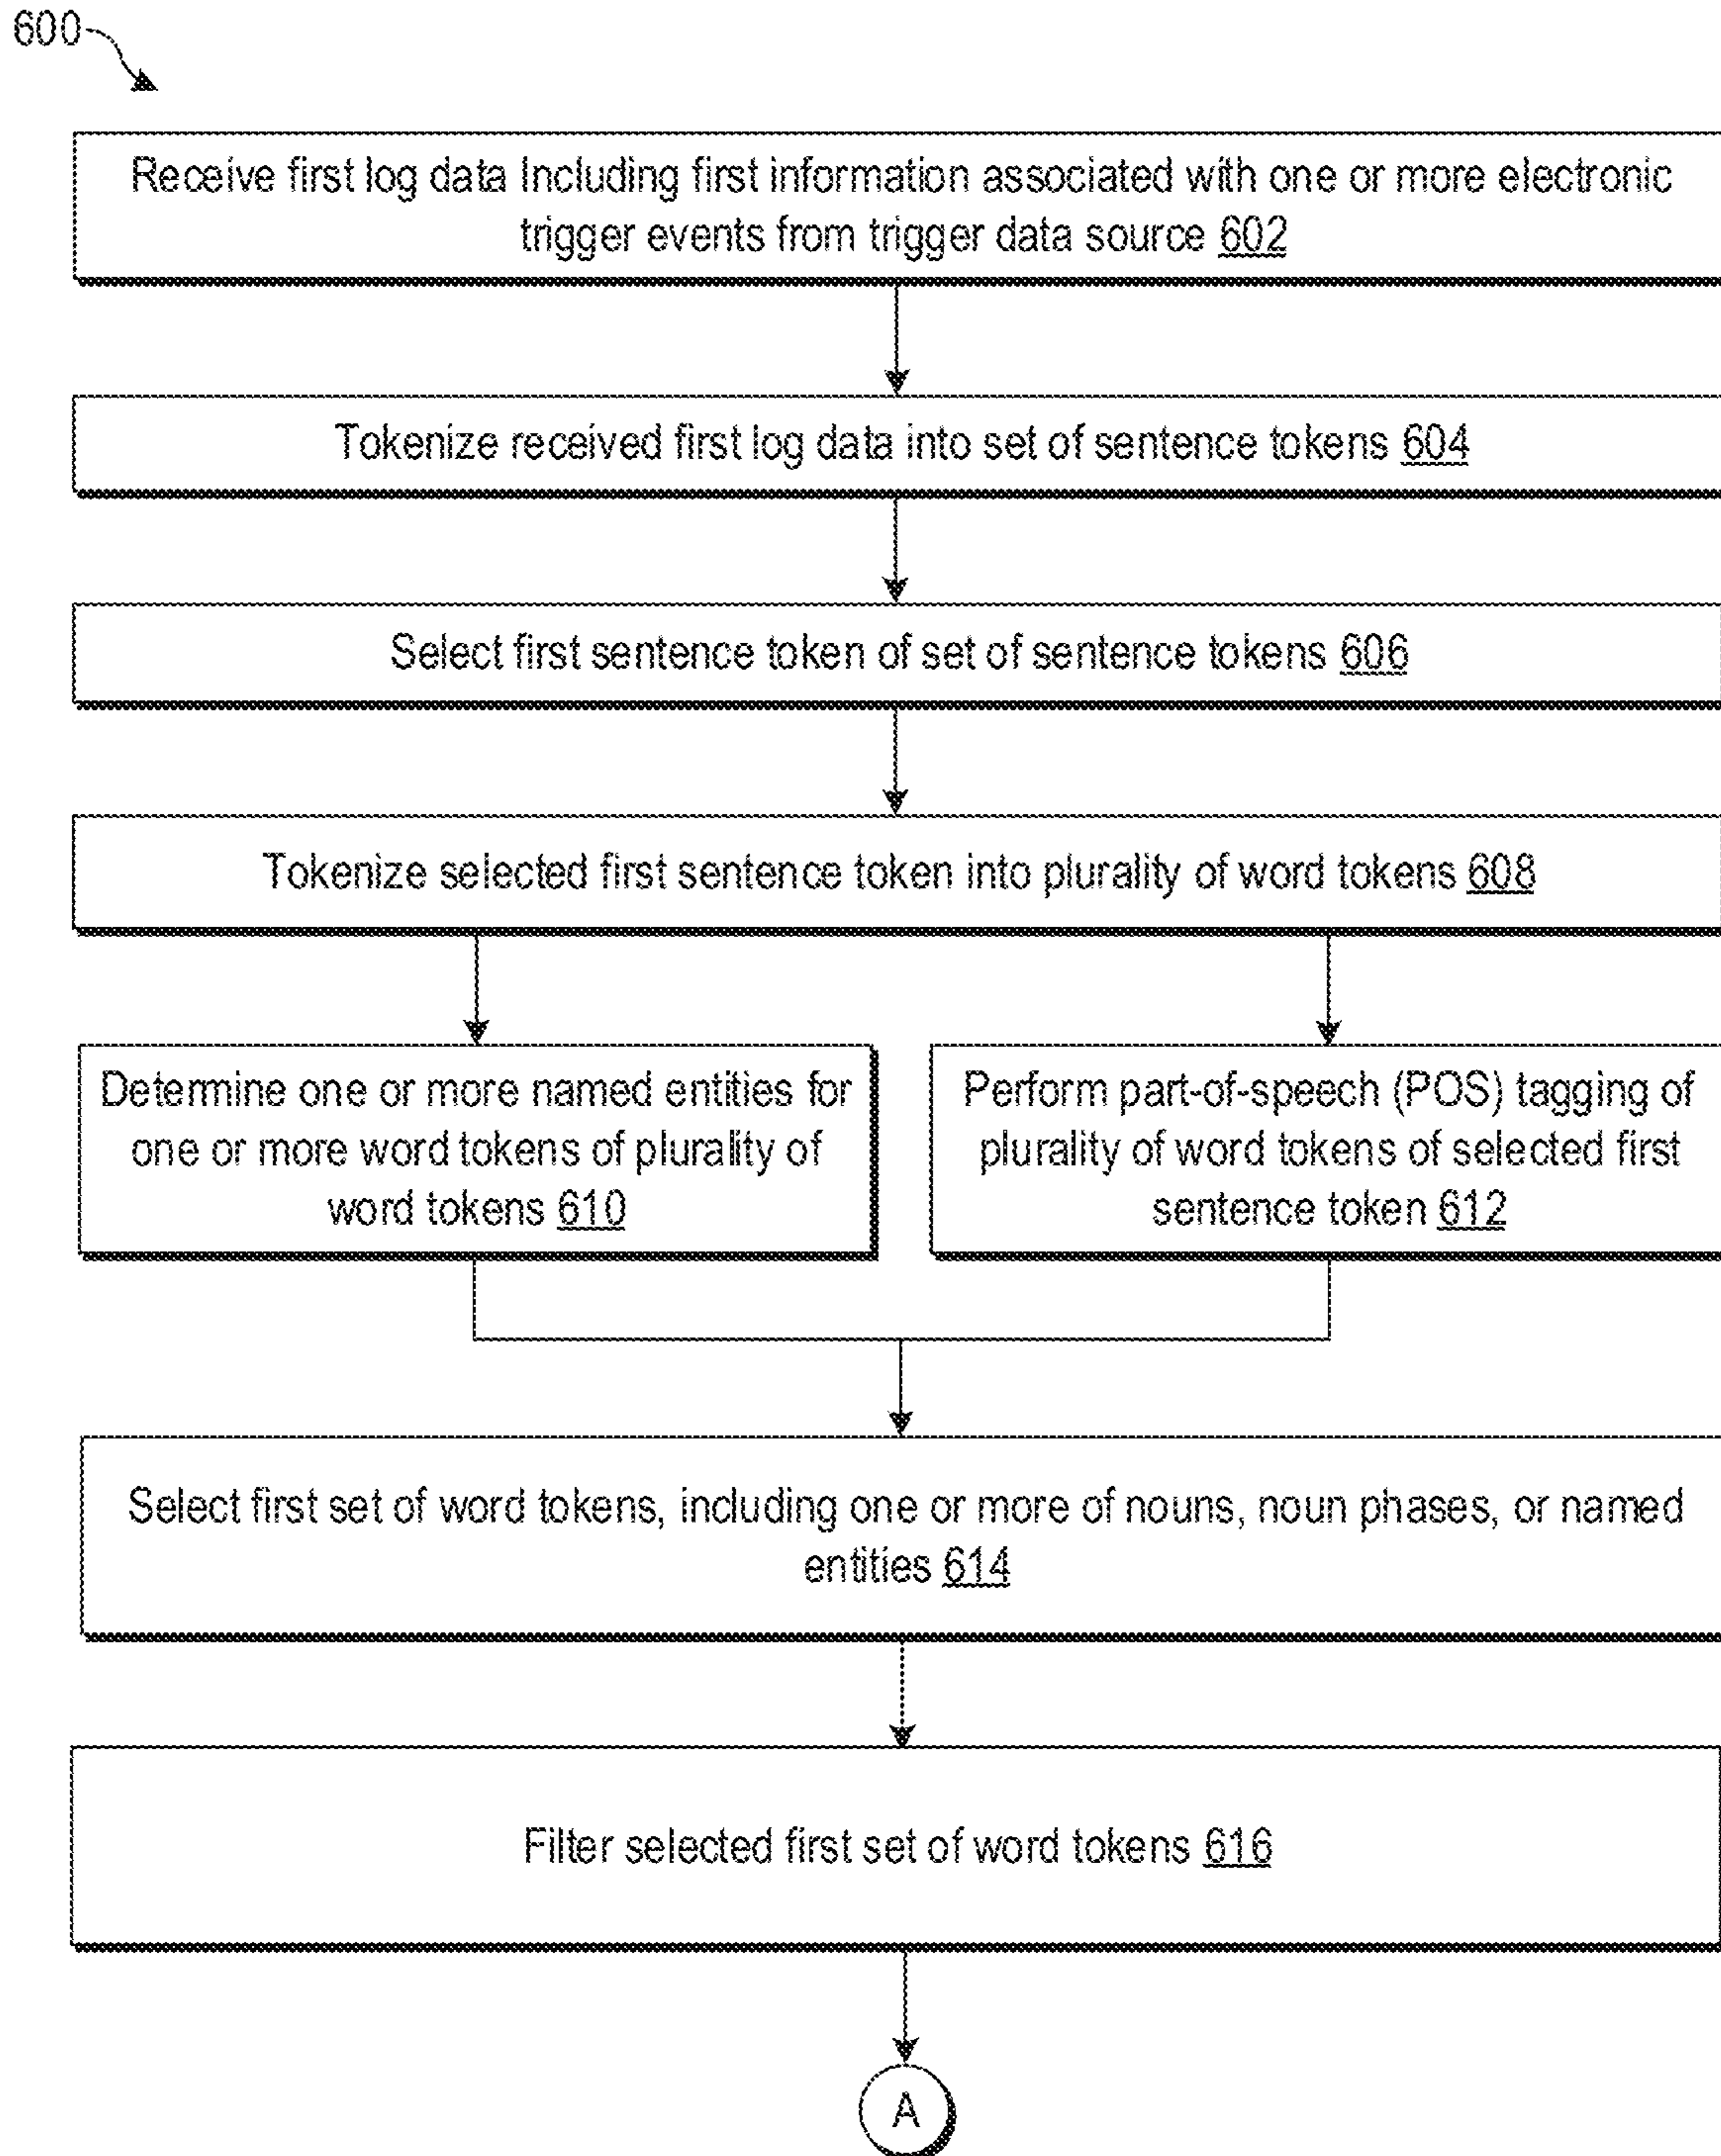 600
Receive first log data Including first information associated with one or more electronic
trigger events from trigger data source 602
Tokenize received first log data into set of sentence tokens 604
Select first sentence token of set of sentence tokens 606
Tokenize selected first sentence token into plurality of word tokens 608
Determine one or more named entities for
one or more word tokens of plurality of
word tokens 610
Perform part-of-speech (POS) tagging of
plurality of word tokens of selected first
sentence token 612
Select first set of word tokens, including one or more of nouns, noun phases, or named
entities 614
Filter selected first set of word tokens 616
A